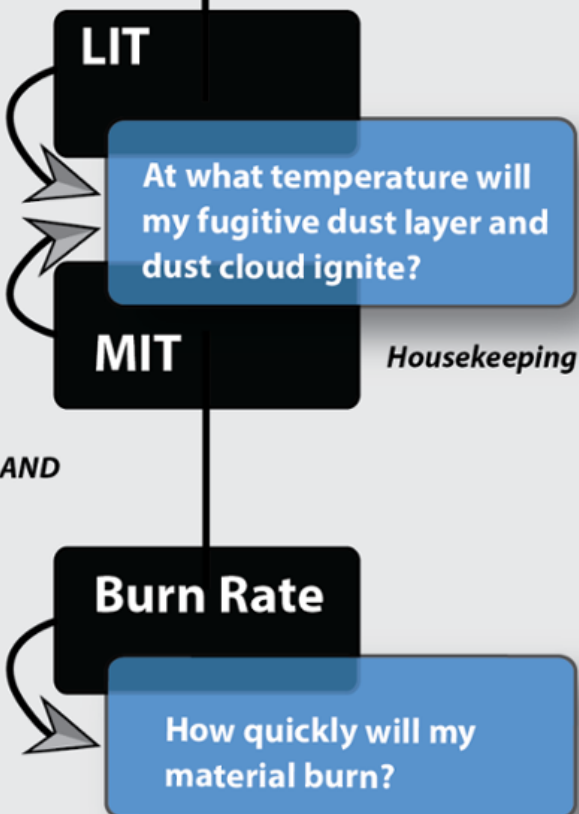 LIT
At what temperature will
my fugitive dust layer and
dust cloud ignite?
MIT
Housekeeping
AND
Burn Rate
How quickly will my
material burn?